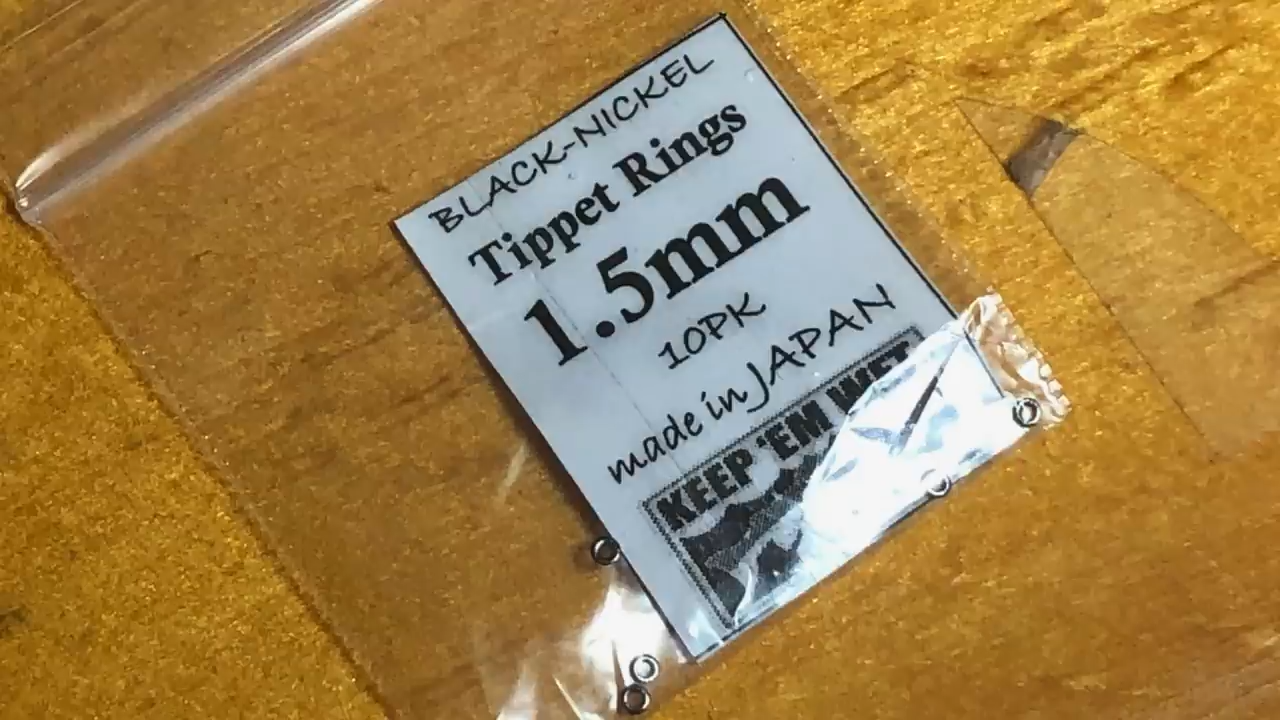 BLACK-NICKEL
Tippet Rings
1.5mm
10PK
made in JAPAN
KEEP 'EM WET